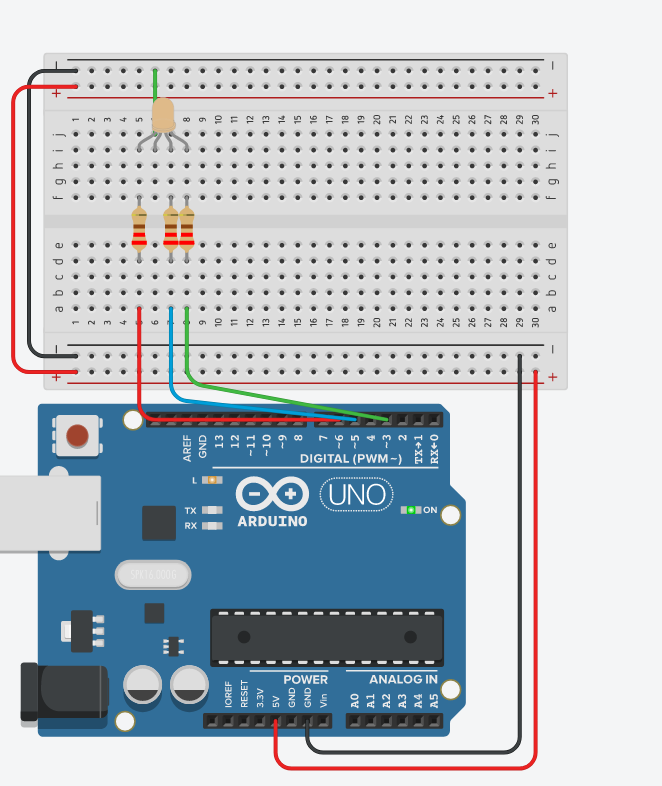 − −
+ +
1 2 3 4 5 7 8 9 10 11 12 13 14 15 16 17 18 19 20 21 22 23 24 25 26 27 28 29 30
j j
i i
h h
g g
f f
e e
d d
c c
b b
a a
1 2 3 4 5 6 7 8 9 10 11 12 13 14 15 16 17 18 19 20 21 22 23 24 25 26 27 28 29 30
− −
+ +
AREF GND 13 12 ~11 ~10 ~9 8 7 ~6 ~5 4 ~3 2 TX→1 RX←0
DIGITAL (PWM~)
L
TX
RX
ARDUINO
UNO
ON
POWER ANALOG IN
IOREF RESET 3.3V 5V GND GND Vin A0 A1 A2 A3 A4 A5